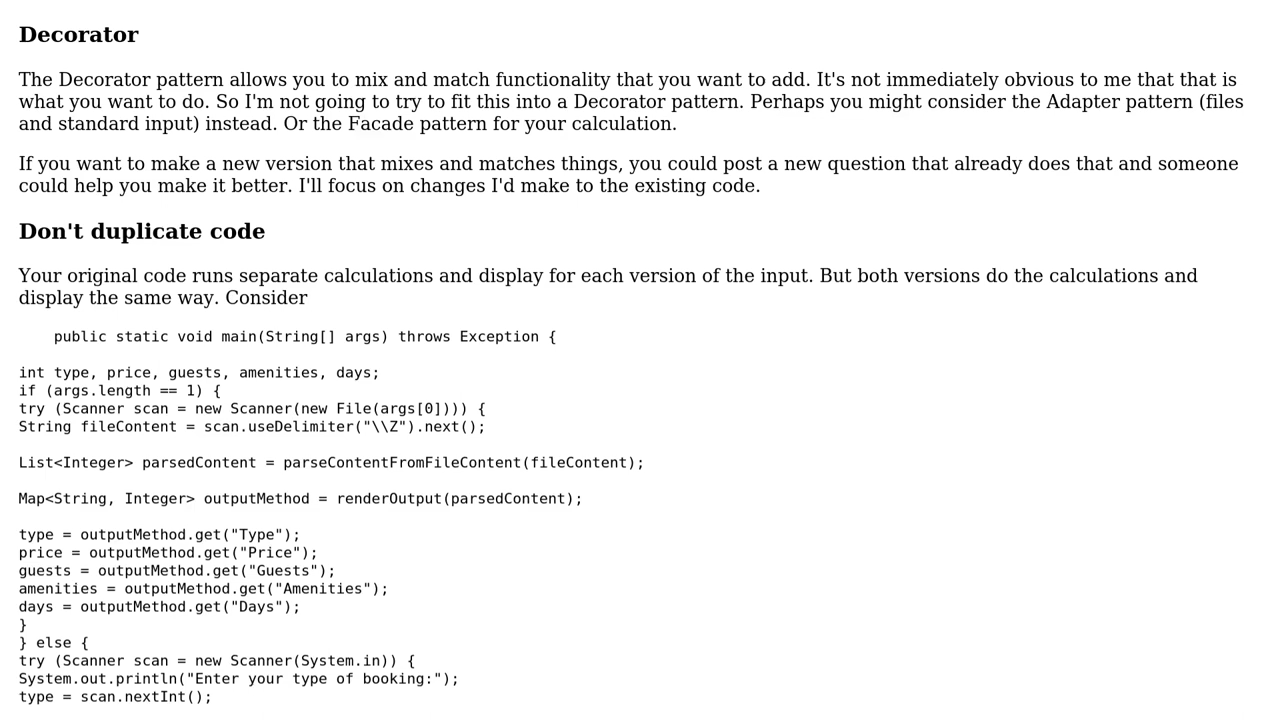 Decorator
The Decorator pattern allows you to mix and match functionality that you want to add. It's not immediately obvious to me that that is
what you want to do. So I'm not going to try to fit this into a Decorator pattern. Perhaps you might consider the Adapter pattern (files
and standard input) instead. Or the Facade pattern for your calculation.
If you want to make a new version that mixes and matches things, you could post a new question that already does that and someone
could help you make it better. I'll focus on changes I'd make to the existing code.
Don't duplicate code
Your original code runs separate calculations and display for each version of the input. But both versions do the calculations and
display the same way. Consider
    public static void main(String[] args) throws Exception {
int type, price, guests, amenities, days;
if (args.length == 1) {
try (Scanner scan = new Scanner(new File(args[0]))) {
String fileContent = scan.useDelimiter("\\Z").next();
List<Integer> parsedContent = parseContentFromFileContent(fileContent);
Map<String, Integer> outputMethod = renderOutput(parsedContent);
type = outputMethod.get("Type");
price = outputMethod.get("Price");
guests = outputMethod.get("Guests");
amenities = outputMethod.get("Amenities");
days = outputMethod.get("Days");
}
} else {
try (Scanner scan = new Scanner(System.in)) {
System.out.println("Enter your type of booking:");
type = scan.nextInt();